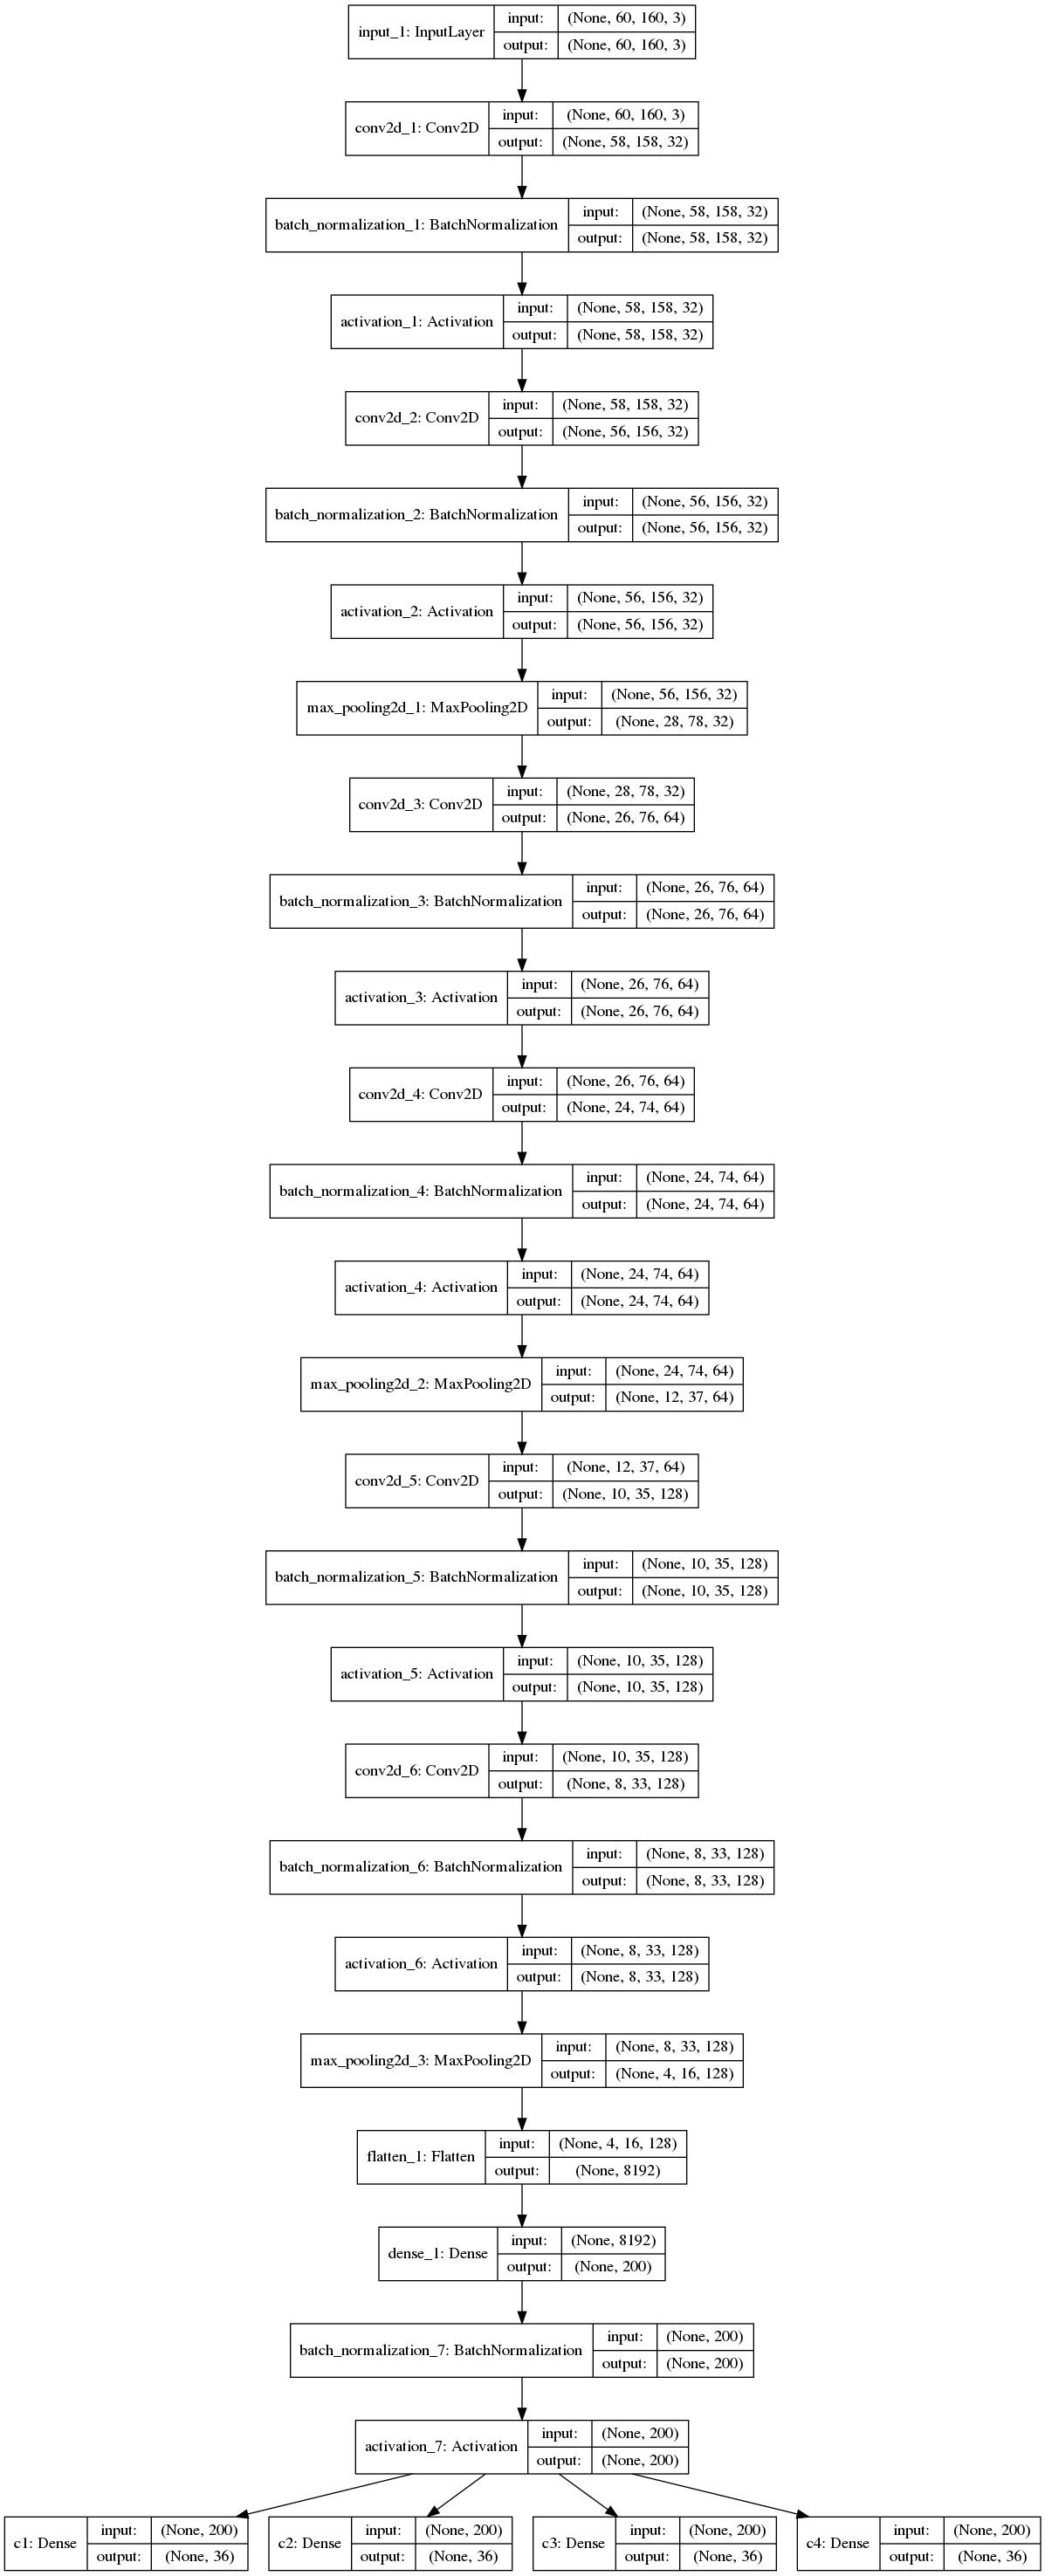 input_1: InputLayer input: (None, 60, 160, 3)
output: (None, 60, 160, 3)
conv2d_1: Conv2D input: (None, 60, 160, 3)
output: (None, 58, 158, 32)
batch_normalization_1: BatchNormalization input: (None, 58, 158, 32)
output: (None, 58, 158, 32)
activation_1: Activation input: (None, 58, 158, 32)
output: (None, 58, 158, 32)
conv2d_2: Conv2D input: (None, 58, 158, 32)
output: (None, 56, 156, 32)
batch_normalization_2: BatchNormalization input: (None, 56, 156, 32)
output: (None, 56, 156, 32)
activation_2: Activation input: (None, 56, 156, 32)
output: (None, 56, 156, 32)
max_pooling2d_1: MaxPooling2D input: (None, 56, 156, 32)
output: (None, 28, 78, 32)
conv2d_3: Conv2D input: (None, 28, 78, 32)
output: (None, 26, 76, 64)
batch_normalization_3: BatchNormalization input: (None, 26, 76, 64)
output: (None, 26, 76, 64)
activation_3: Activation input: (None, 26, 76, 64)
output: (None, 26, 76, 64)
conv2d_4: Conv2D input: (None, 26, 76, 64)
output: (None, 24, 74, 64)
batch_normalization_4: BatchNormalization input: (None, 24, 74, 64)
output: (None, 24, 74, 64)
activation_4: Activation input: (None, 24, 74, 64)
output: (None, 24, 74, 64)
max_pooling2d_2: MaxPooling2D input: (None, 24, 74, 64)
output: (None, 12, 37, 64)
conv2d_5: Conv2D input: (None, 12, 37, 64)
output: (None, 10, 35, 128)
batch_normalization_5: BatchNormalization input: (None, 10, 35, 128)
output: (None, 10, 35, 128)
activation_5: Activation input: (None, 10, 35, 128)
output: (None, 10, 35, 128)
conv2d_6: Conv2D input: (None, 10, 35, 128)
output: (None, 8, 33, 128)
batch_normalization_6: BatchNormalization input: (None, 8, 33, 128)
output: (None, 8, 33, 128)
activation_6: Activation input: (None, 8, 33, 128)
output: (None, 8, 33, 128)
max_pooling2d_3: MaxPooling2D input: (None, 8, 33, 128)
output: (None, 4, 16, 128)
flatten_1: Flatten input: (None, 4, 16, 128)
output: (None, 8192)
dense_1: Dense input: (None, 8192)
output: (None, 200)
batch_normalization_7: BatchNormalization input: (None, 200)
output: (None, 200)
activation_7: Activation input: (None, 200)
output: (None, 200)
c1: Dense input: (None, 200)
output: (None, 36)
c2: Dense input: (None, 200)
output: (None, 36)
c3: Dense input: (None, 200)
output: (None, 36)
c4: Dense input: (None, 200)
output: (None, 36)